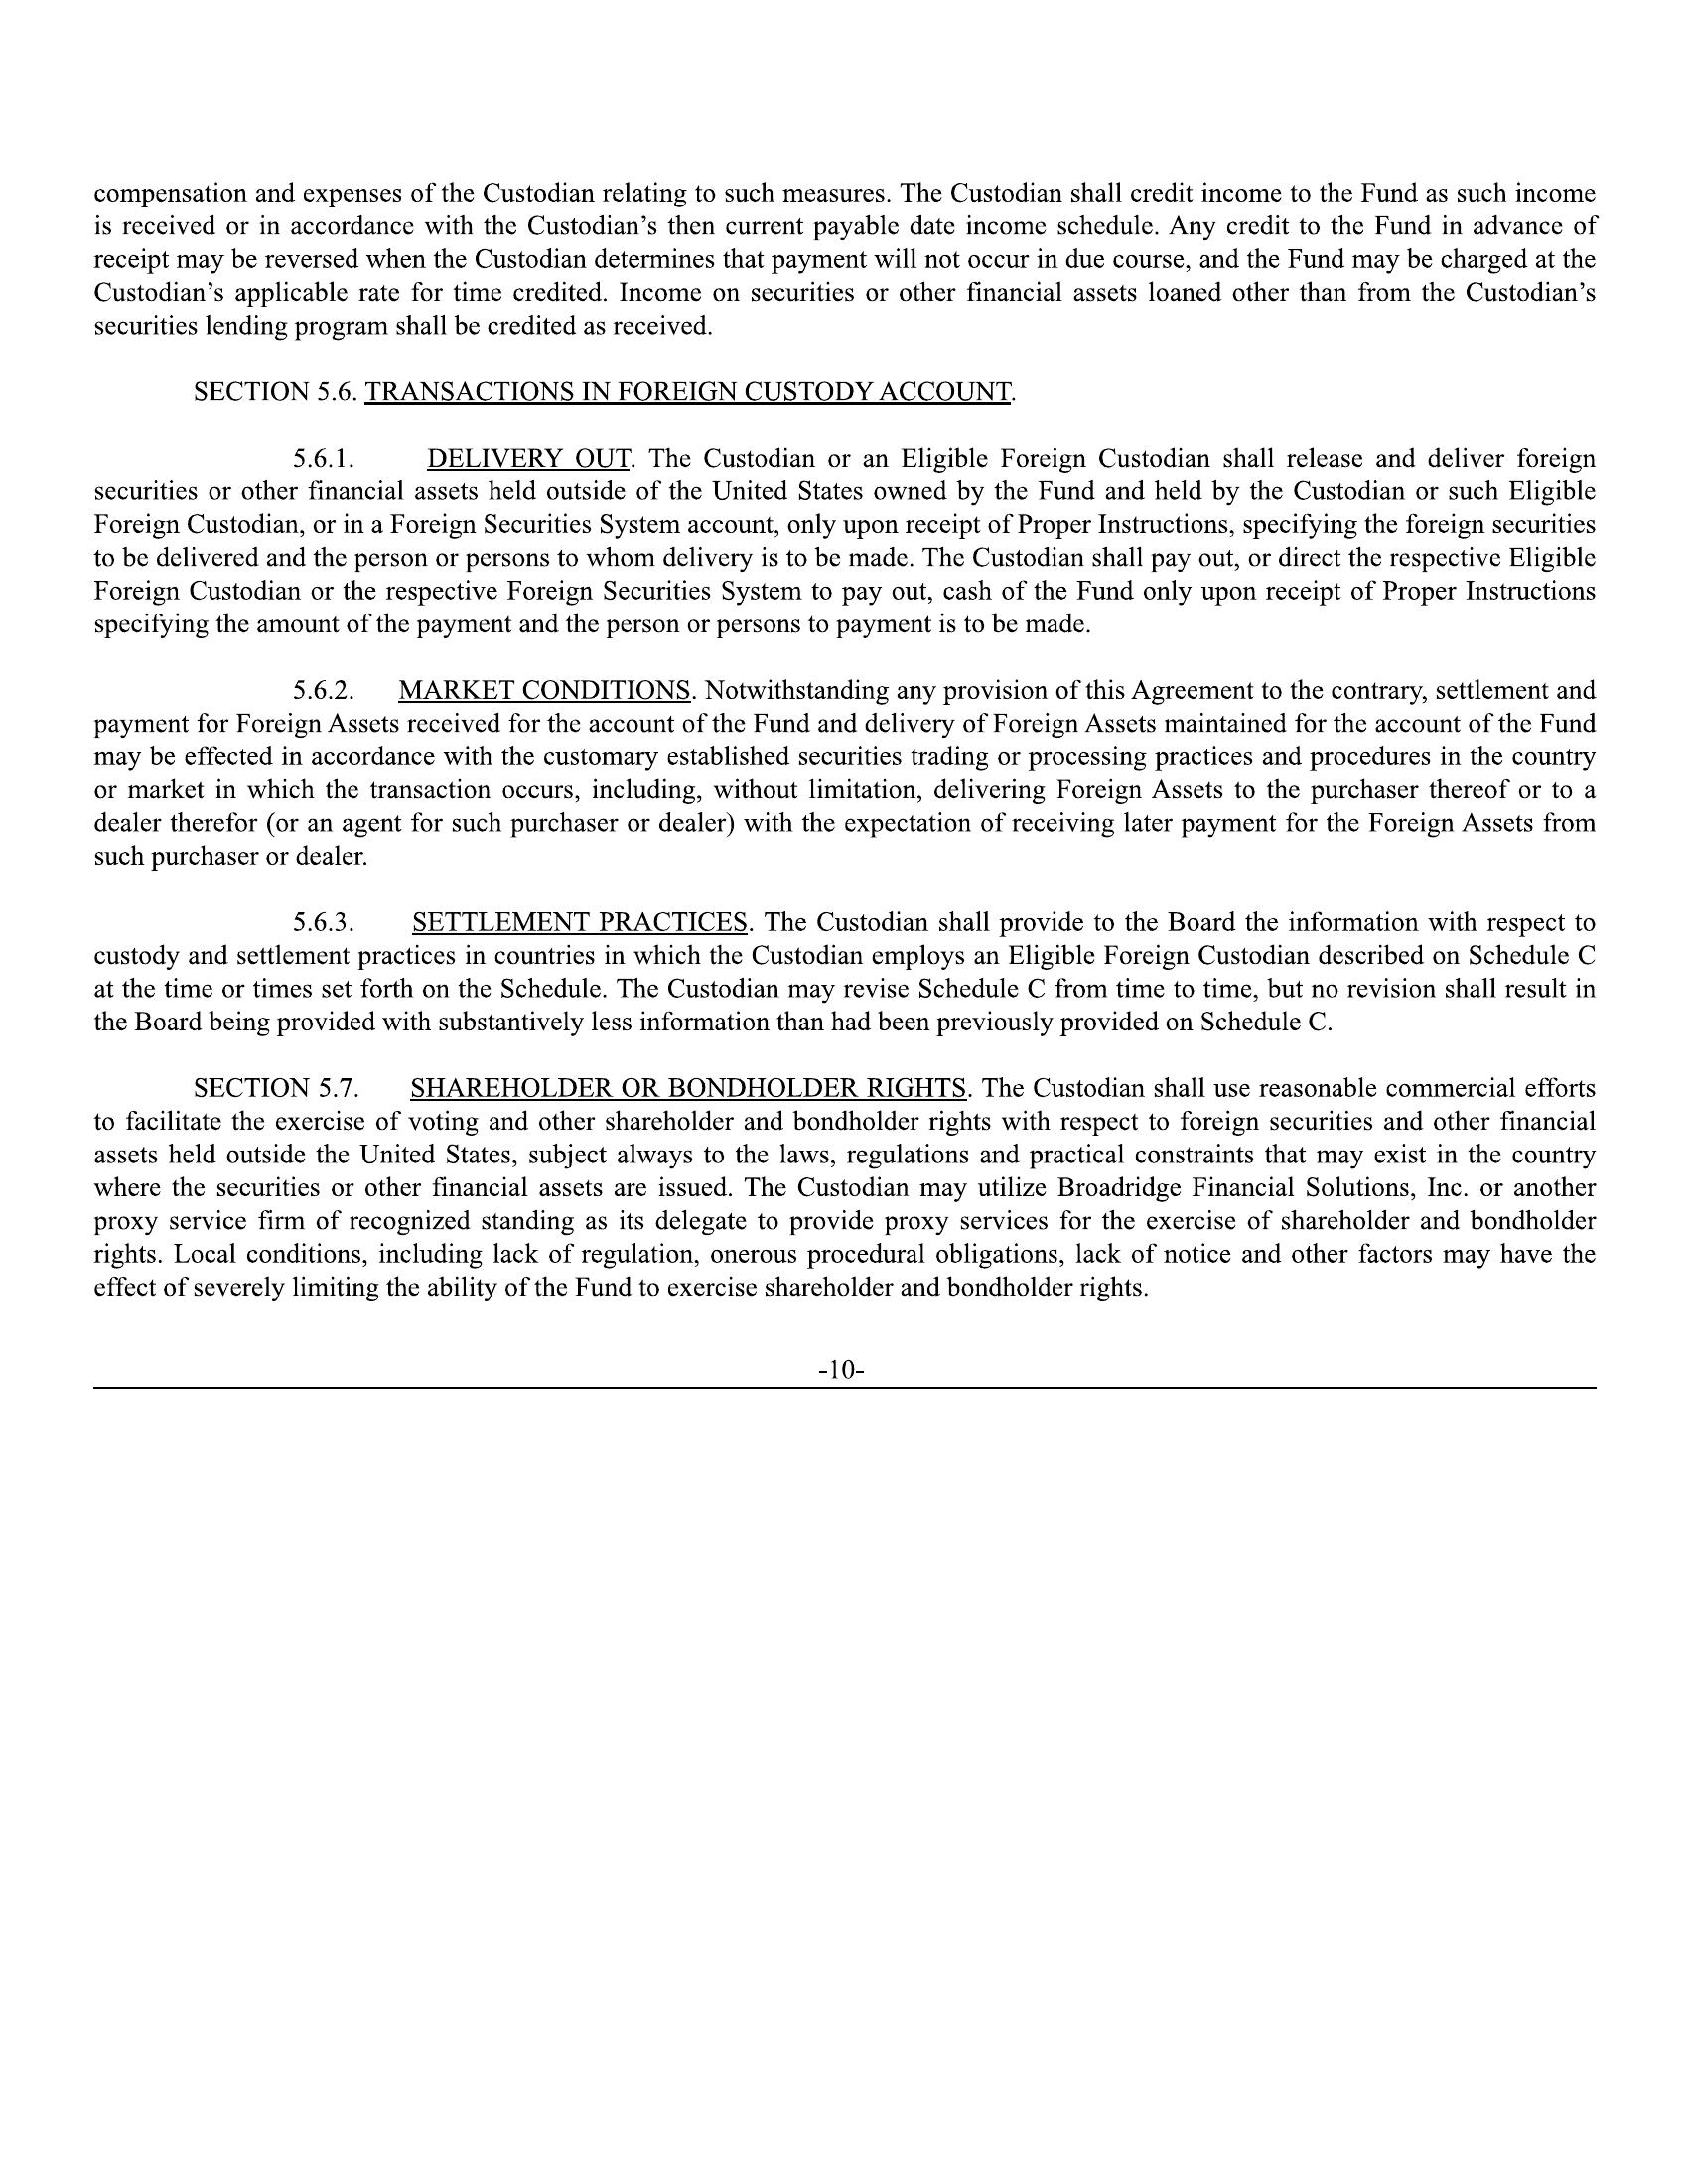 compensation and expenses of the Custodian relating to such measures. The Custodian shall credit income to the Fund as such income
is received or in accordance with the Custodian’s then current payable date income schedule. Any credit to the Fund in advance of
receipt may be reversed when the Custodian determines that payment will not occur in due course, and the Fund may be charged at the
Custodian’s applicable rate for time credited. Income on securities or other financial assets loaned other than from the Custodian’s
securities lending program shall be credited as received.
SECTION 5.6. TRANSACTIONS IN FOREIGN CUSTODY ACCOUNT.
5.6.1. DELIVERY OUT. The Custodian or an Eligible Foreign Custodian shall release and deliver foreign
securities or other financial assets held outside of the United States owned by the Fund and held by the Custodian or such Eligible
Foreign Custodian, or in a Foreign Securities System account, only upon receipt of Proper Instructions, specifying the foreign securities
to be delivered and the person or persons to whom delivery is to be made. The Custodian shall pay out, or direct the respective Eligible
Foreign Custodian or the respective Foreign Securities System to pay out, cash of the Fund only upon receipt of Proper Instructions
specifying the amount of the payment and the person or persons to payment is to be made.
5.6.2. MARKET CONDITIONS. Notwithstanding any provision of this Agreement to the contrary, settlement and
payment for Foreign Assets received for the account of the Fund and delivery of Foreign Assets maintained for the account of the Fund
may be effected in accordance with the customary established securities trading or processing practices and procedures in the country
or market in which the transaction occurs, including, without limitation, delivering Foreign Assets to the purchaser thereof or to a
dealer therefor (or an agent for such purchaser or dealer) with the expectation of receiving later payment for the Foreign Assets from
such purchaser or dealer.
5.6.3. SETTLEMENT PRACTICES. The Custodian shall provide to the Board the information with respect to
custody and settlement practices in countries in which the Custodian employs an Eligible Foreign Custodian described on Schedule C
at the time or times set forth on the Schedule. The Custodian may revise Schedule C from time to time, but no revision shall result in
the Board being provided with substantively less information than had been previously provided on Schedule C.
SECTION 5.7. SHAREHOLDER OR BONDHOLDER RIGHTS. The Custodian shall use reasonable commercial efforts
to facilitate the exercise of voting and other shareholder and bondholder rights with respect to foreign securities and other financial
assets held outside the United States, subject always to the laws, regulations and practical constraints that may exist in the country
where the securities or other financial assets are issued. The Custodian may utilize Broadridge Financial Solutions, Inc. or another
proxy service firm of recognized standing as its delegate to provide proxy services for the exercise of shareholder and bondholder
rights. Local conditions, including lack of regulation, onerous procedural obligations, lack of notice and other factors may have the
effect of severely limiting the ability of the Fund to exercise shareholder and bondholder rights.
-10-